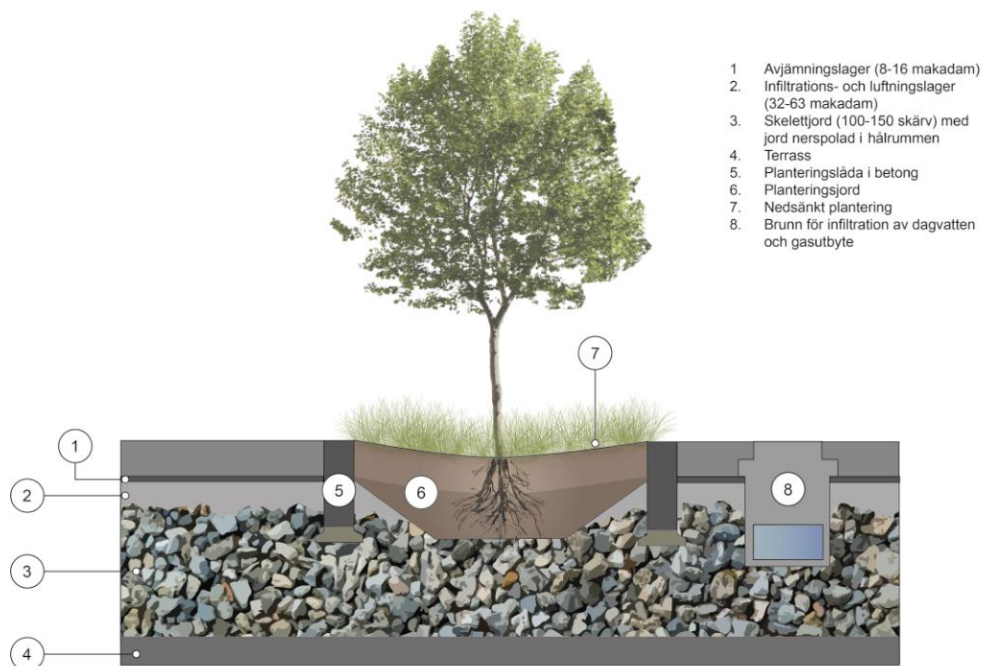 1 Avjämningslager (8-16 makadam)
2. Infiltrations- och luftningslager
(32-63 makadam)
3. Skelettjord (100-150 skärv) med
jord nerspolad i hålrummen
4. Terrass
5. Planteringslåda i betong
6. Planteringsjord
7. Nedsänkt plantering
8. Brunn för infiltration av dagvatten
och gasutbyte
7
1
2
5
6
8
3
4